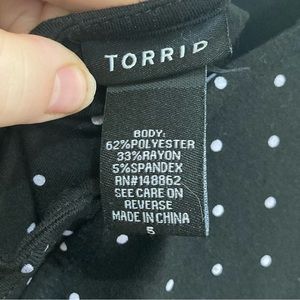 TORRID
BODY:
62%POLYESTER
33%RAYON
5%SPANDEX
RN#148862
SEE CARE ON
REVERSE
MADE IN CHINA
5